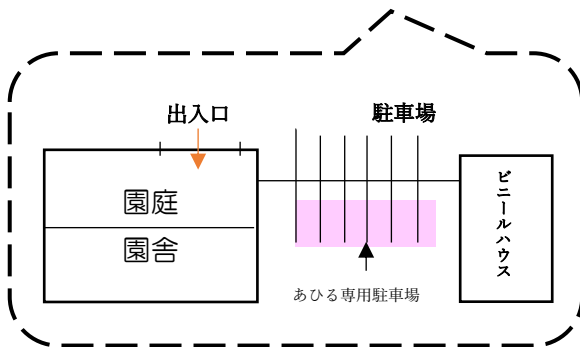 出入口
駐車場
園庭
園舎
ビニールハウス
あひる専用駐車場